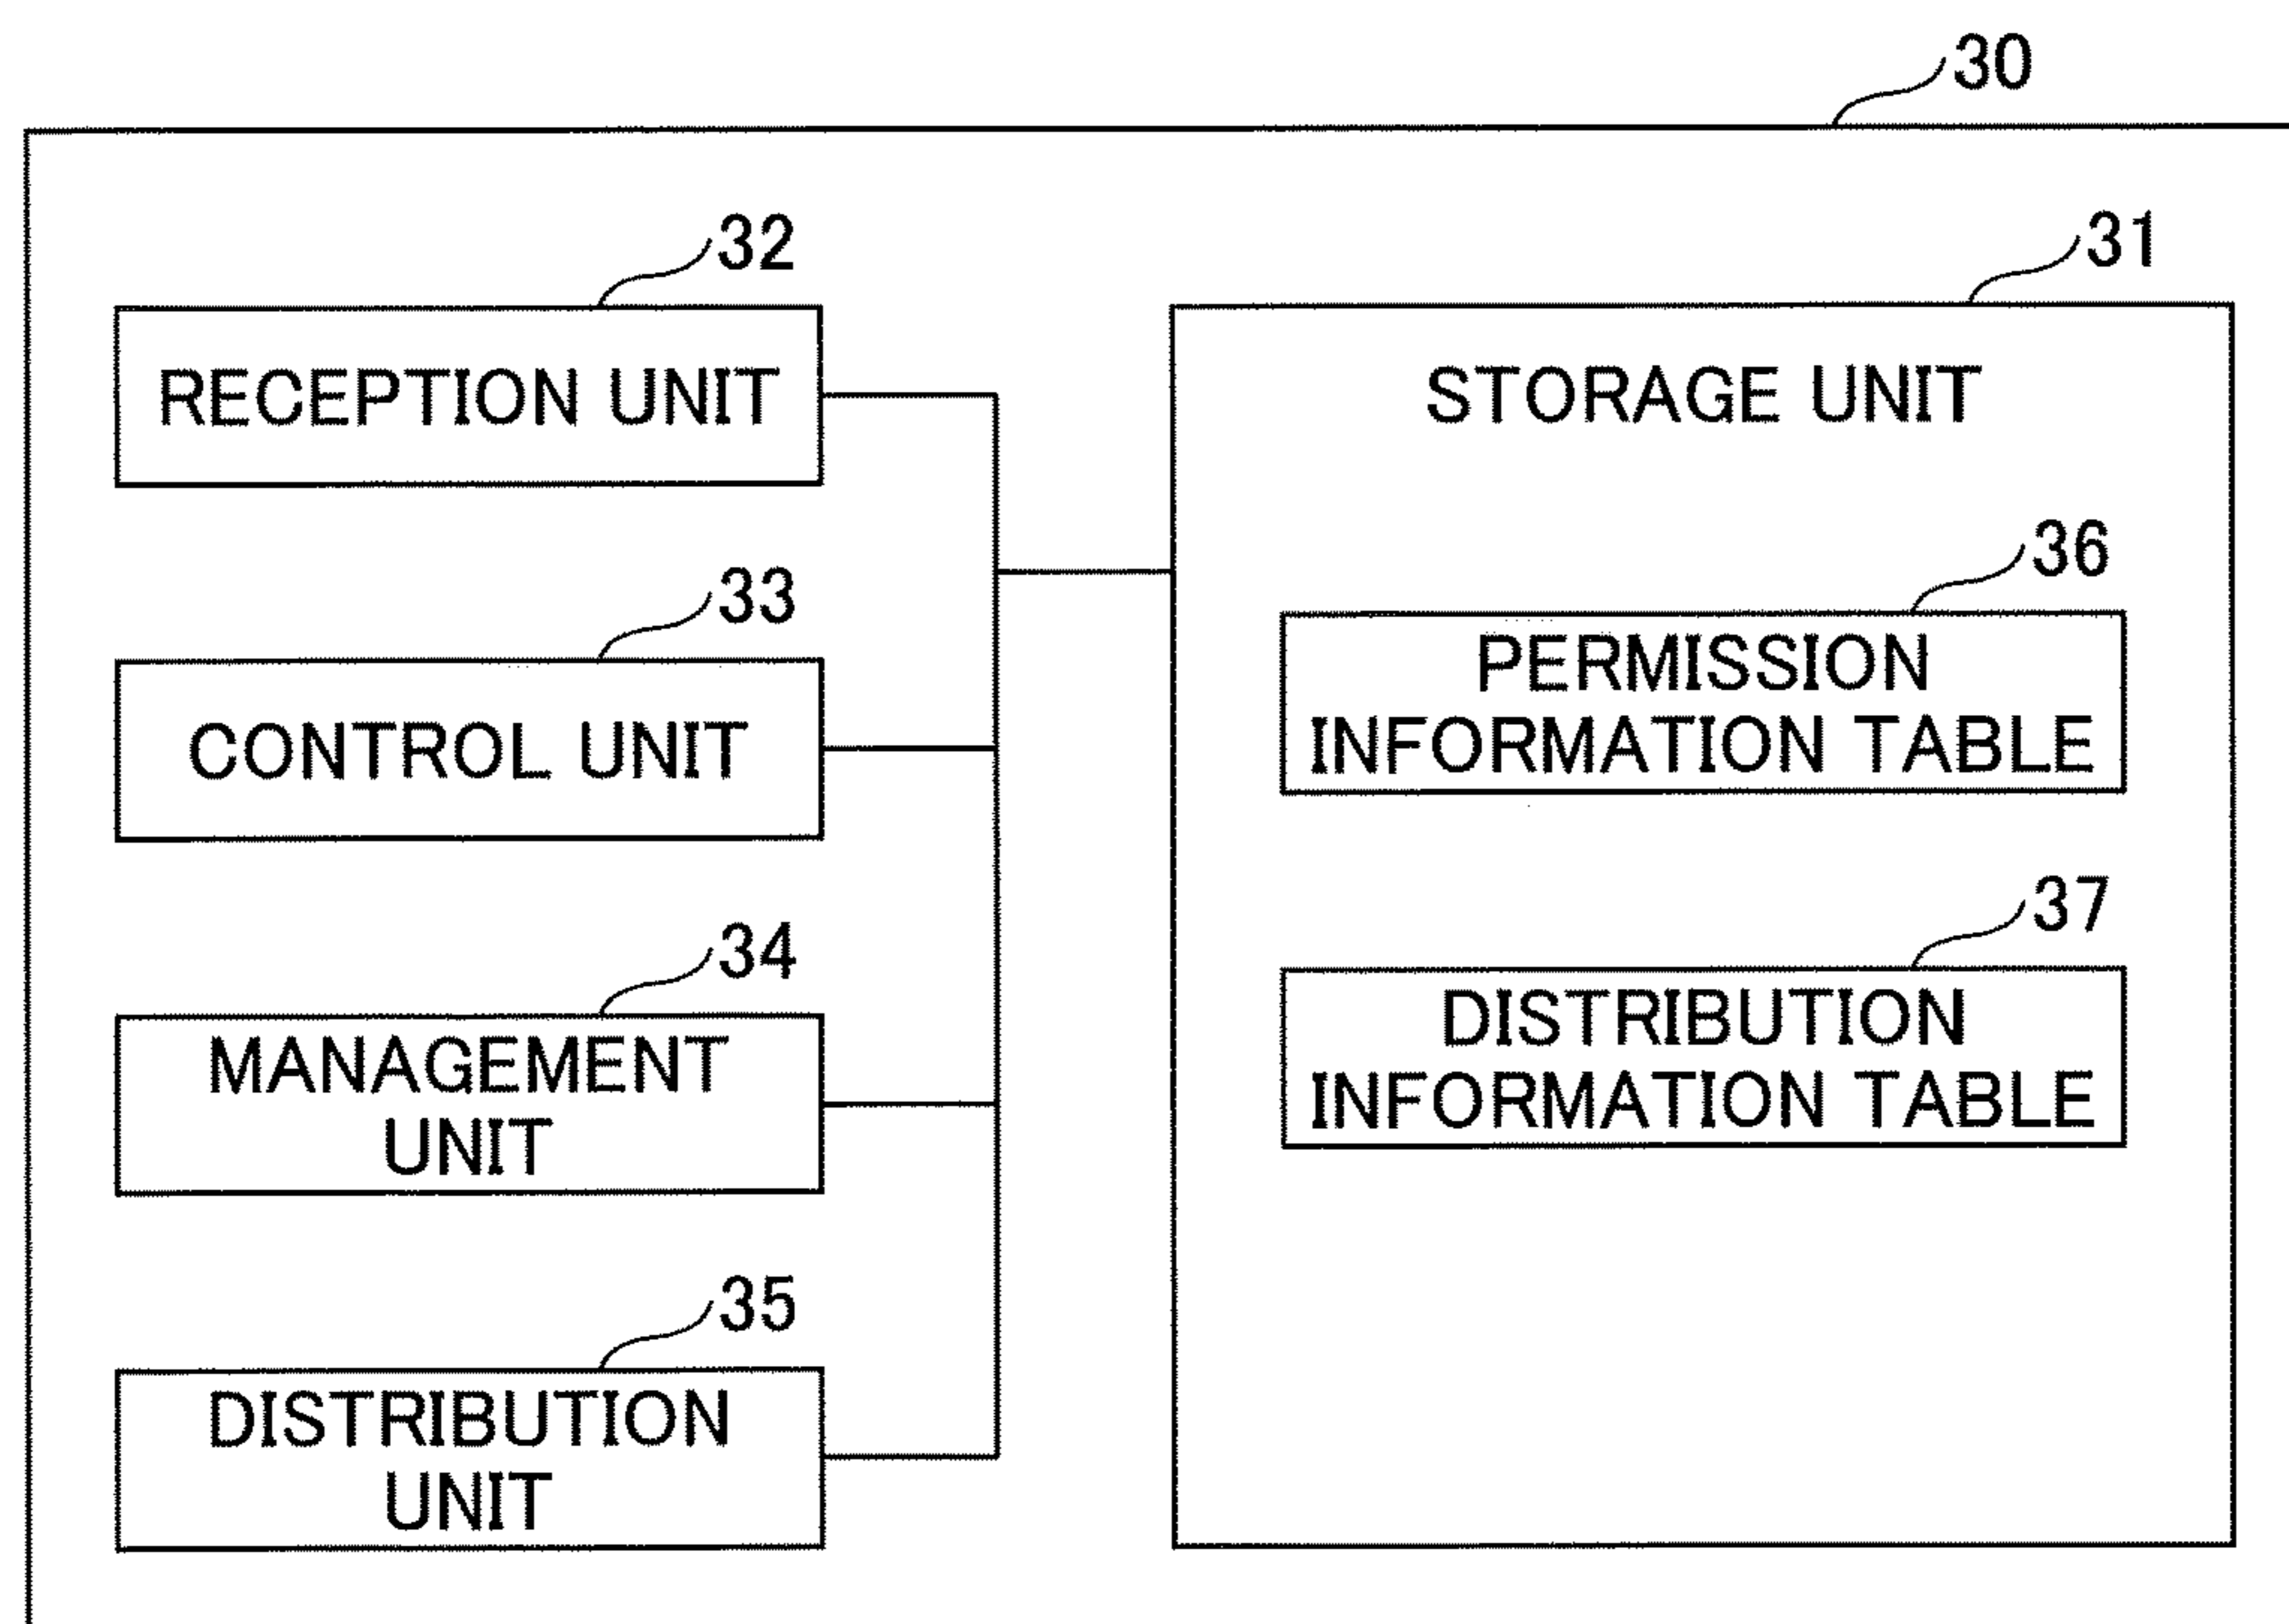 30
32
RECEPTION UNIT
33
CONTROL UNIT
34
MANAGEMENT
UNIT
35
DISTRIBUTION
UNIT
31
STORAGE UNIT
36
PERMISSION
INFORMATION TABLE
37
DISTRIBUTION
INFORMATION TABLE